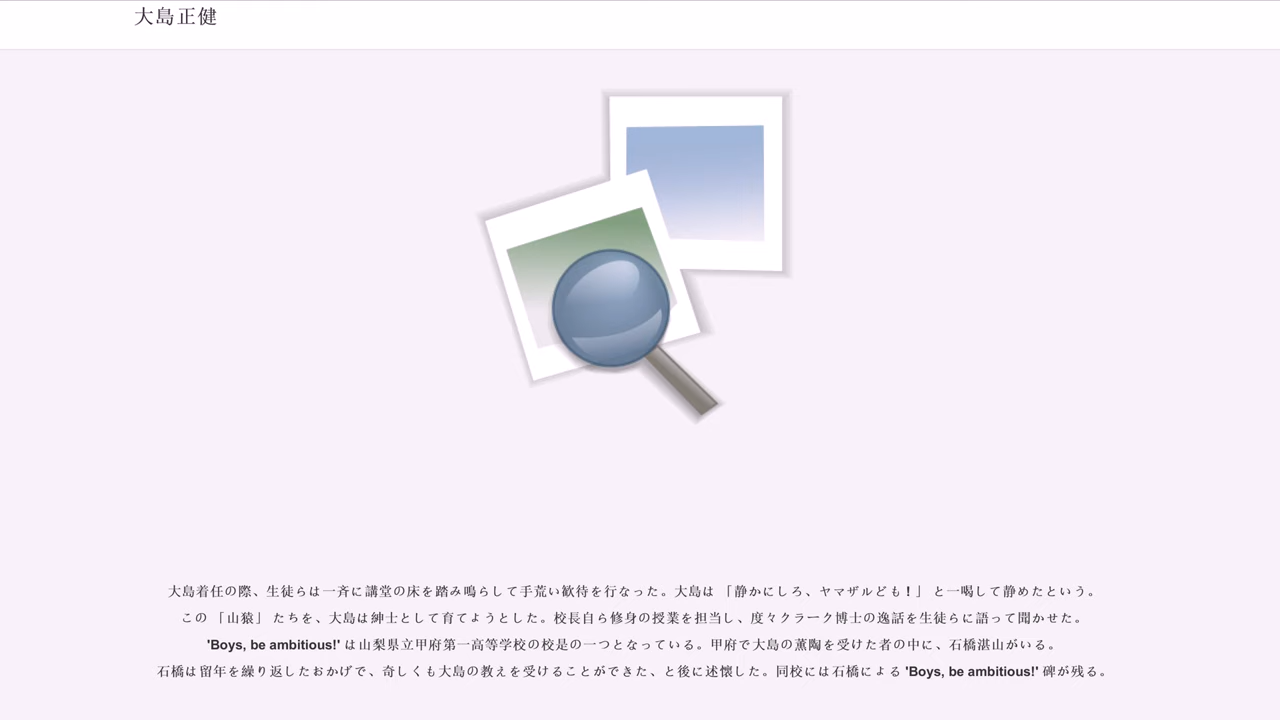 大島正健
大島着任の際、生徒らは一斉に講堂の床を踏み鳴らして手荒い歓待を行なった。大島は「静かにしろ、ヤマザルども！」と一喝して静めたという。
この「山猿」たちを、大島は紳士として育てようとした。校長自ら修身の授業を担当し、度々クラーク博士の逸話を生徒らに語って聞かせた。
'Boys, be ambitious!' は山梨県立甲府第一高等学校の校是の一つとなっている。甲府で大島の薫陶を受けた者の中に、石橋湛山がいる。
石橋は留年を繰り返したおかげで、奇しくも大島の教えを受けることができた、と後に述懐した。同校には石橋による 'Boys, be ambitious!' 碑が残る。